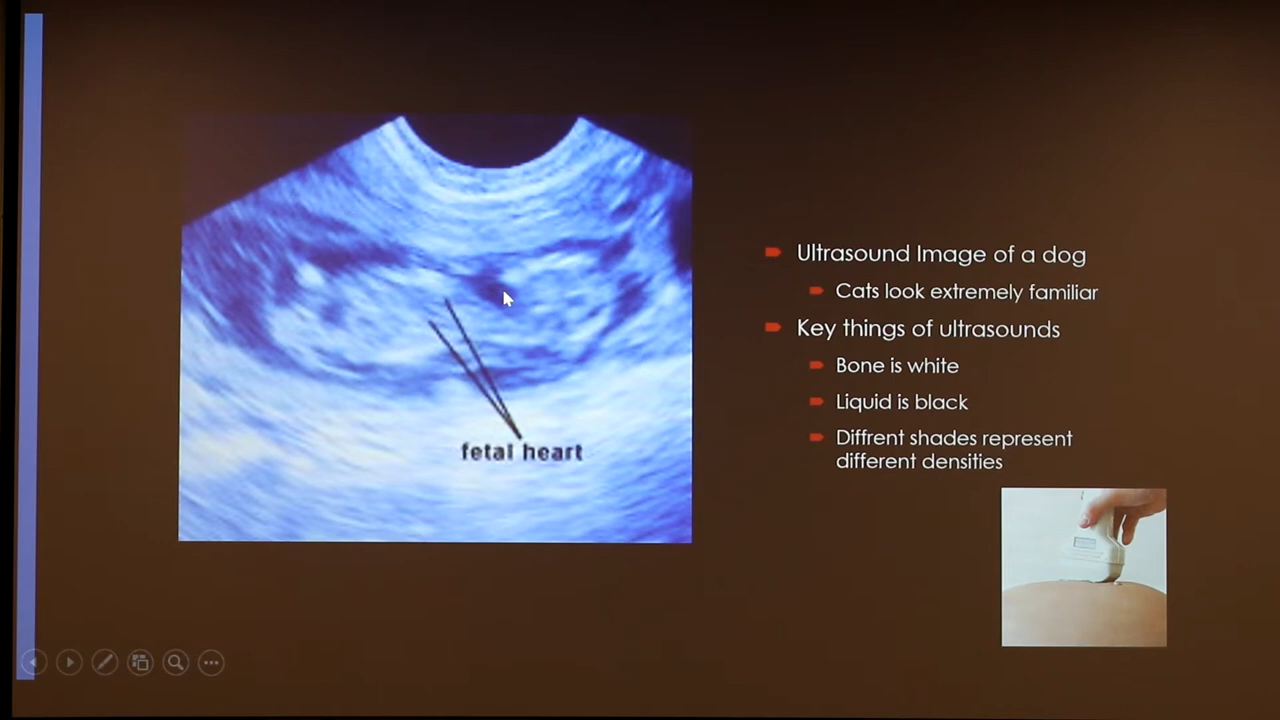 fetal heart
Ultrasound Image of a dog
Cats look extremely familiar
Key things of ultrasounds
Bone is white
Liquid is black
Diffrent shades represent
different densities